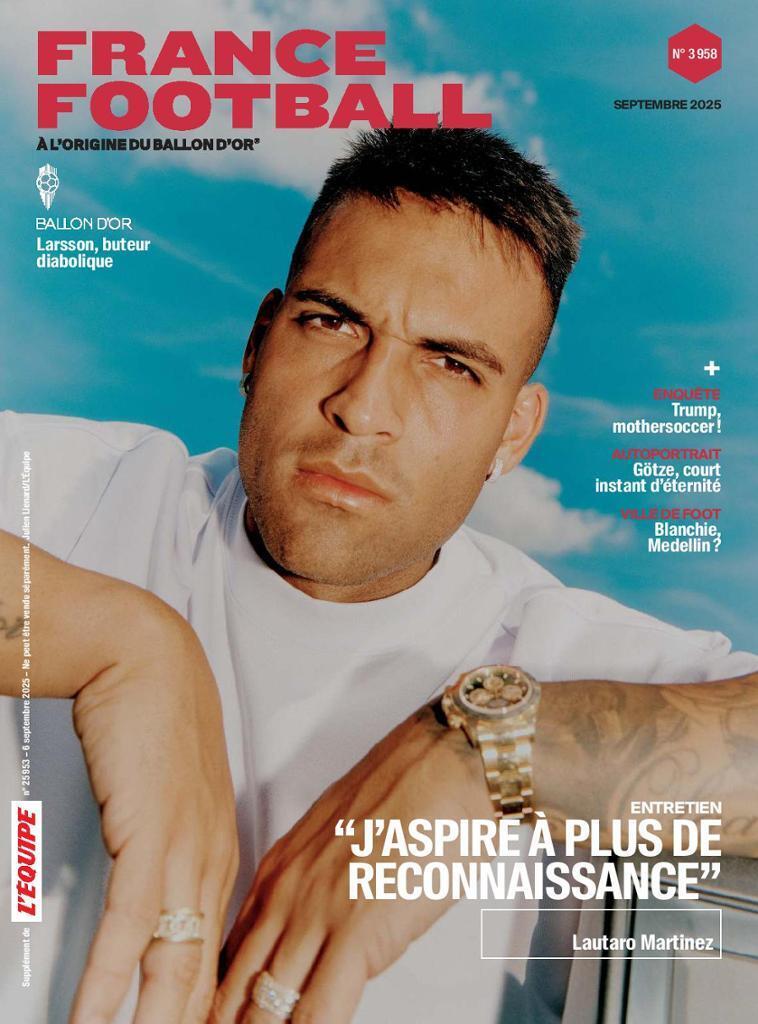 FRANCE
FOOTBALL
À L'ORIGINE DU BALLON D'OR®
N° 3 958
SEPTEMBRE 2025
BALLON D'OR
Larsson, buteur
diabolique
+
ENQUÊTE
Trump,
mothersoccer !
AUTOPORTRAIT
Götze, court
instant d'éternité
VILLE DE FOOT
Blanchie,
Medellin ?
Supplément de L'ÉQUIPE n° 25 953 – 6 septembre 2025 – Ne peut être vendu séparément. Julien Lienard/L'Équipe
ENTRETIEN
“J'ASPIRE À PLUS DE
RECONNAISSANCE”
Lautaro Martinez